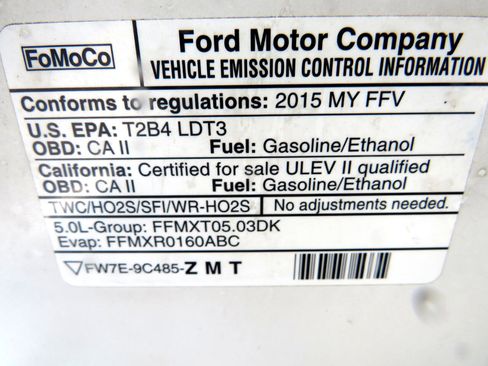 FoMoCo
Ford Motor Company
VEHICLE EMISSION CONTROL INFORMATION
Conforms to regulations: 2015 MY FFV
U.S. EPA: T2B4 LDT3
OBD: CA II Fuel: Gasoline/Ethanol
California: Certified for sale ULEV II qualified
OBD: CA II Fuel: Gasoline/Ethanol
TWC/HO2S/SFI/WR-HO2S No adjustments needed.
5.0L-Group: FFMXT05.03DK
Evap: FFMXR0160ABC
FW7E-9C485-Z M T